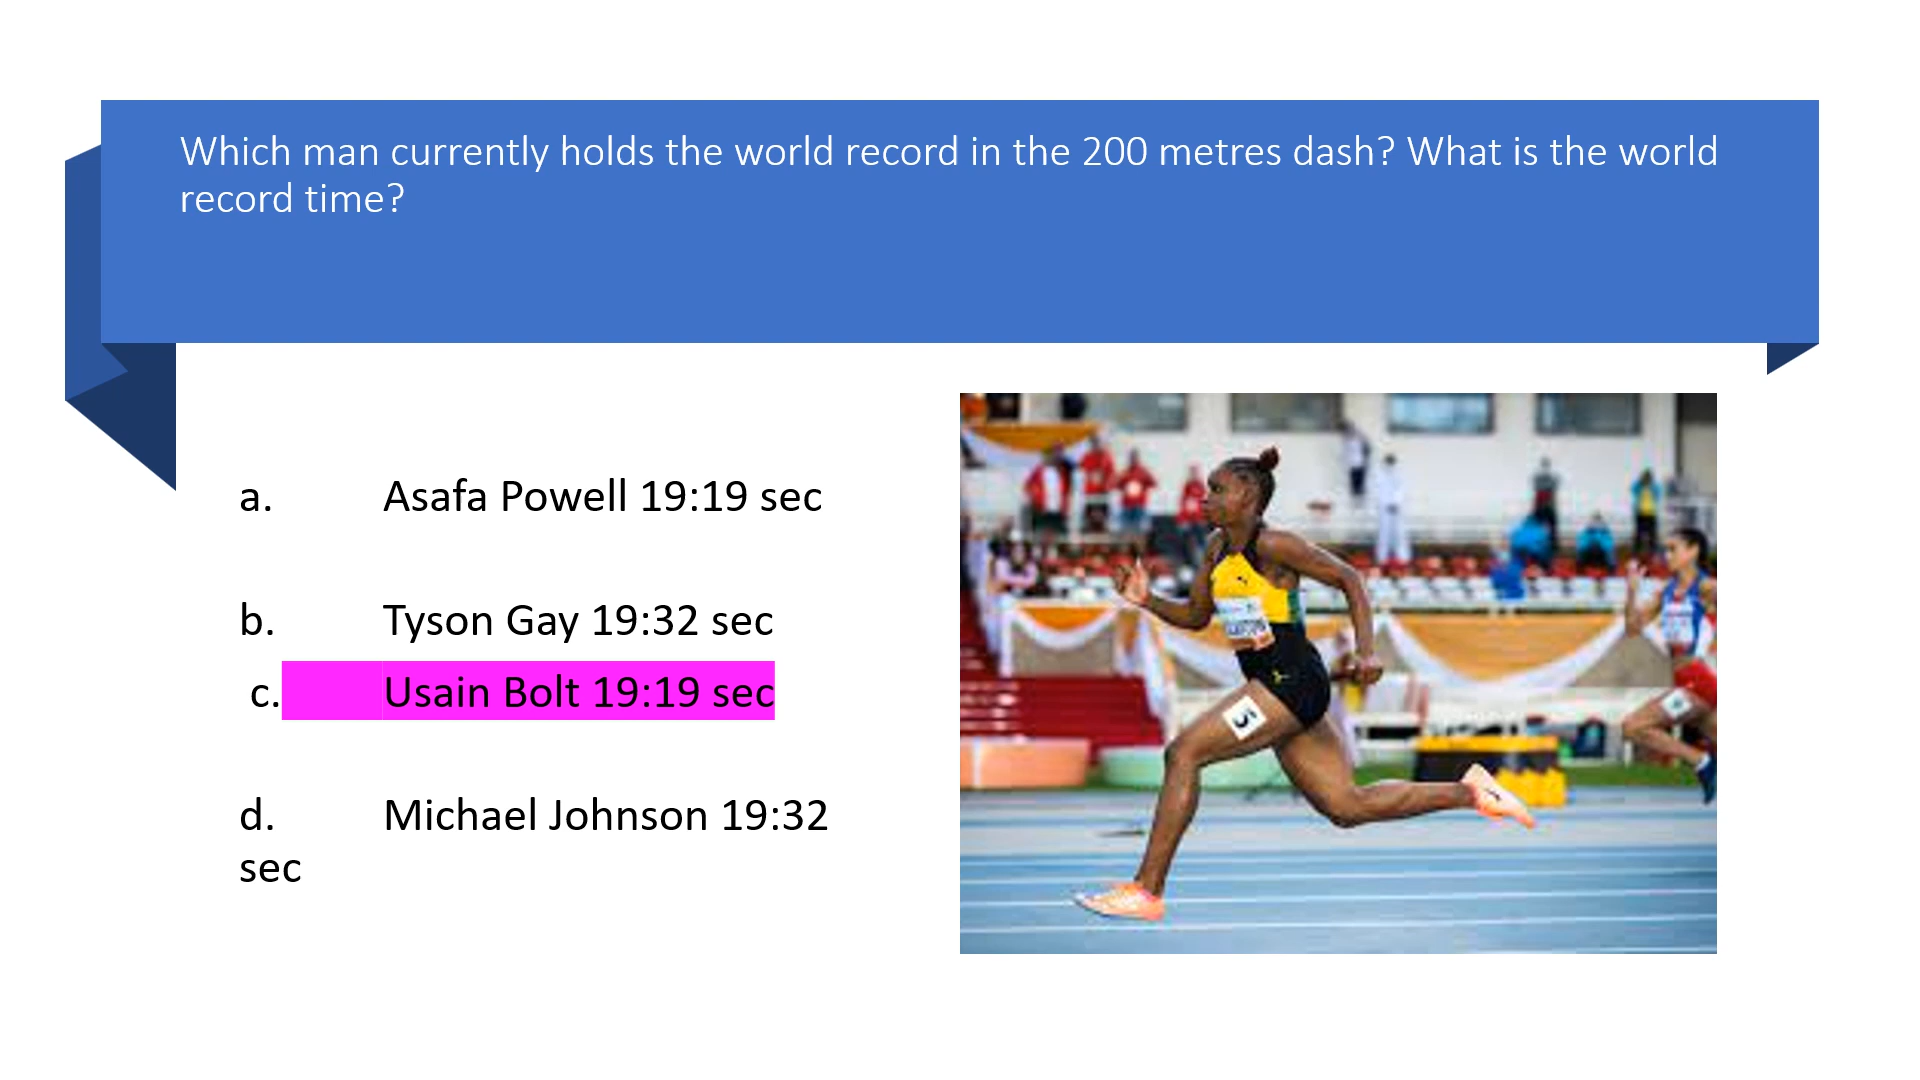 Which man currently holds the world record in the 200 metres dash? What is the world
record time?
a. Asafa Powell 19:19 sec
b. Tyson Gay 19:32 sec
c. Usain Bolt 19:19 sec
d. Michael Johnson 19:32
sec
5